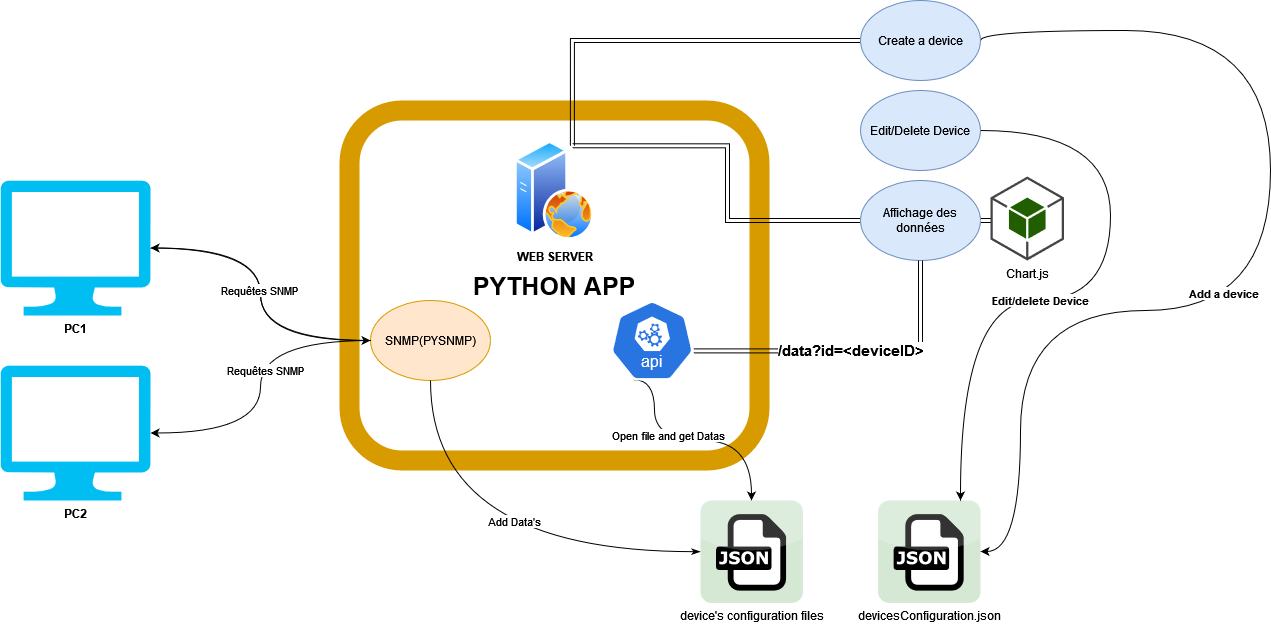 Create a device
Edit/Delete Device
Affichage des
données
Chart.js
WEB SERVER
PYTHON APP
Requêtes SNMP
Edit/delete Device
Add a device
PC1
SNMP(PYSNMP)
api
/data?id=<deviceID>
Requêtes SNMP
Open file and get Datas
PC2
Add Data's
JSON
JSON
device's configuration files
devicesConfiguration.json